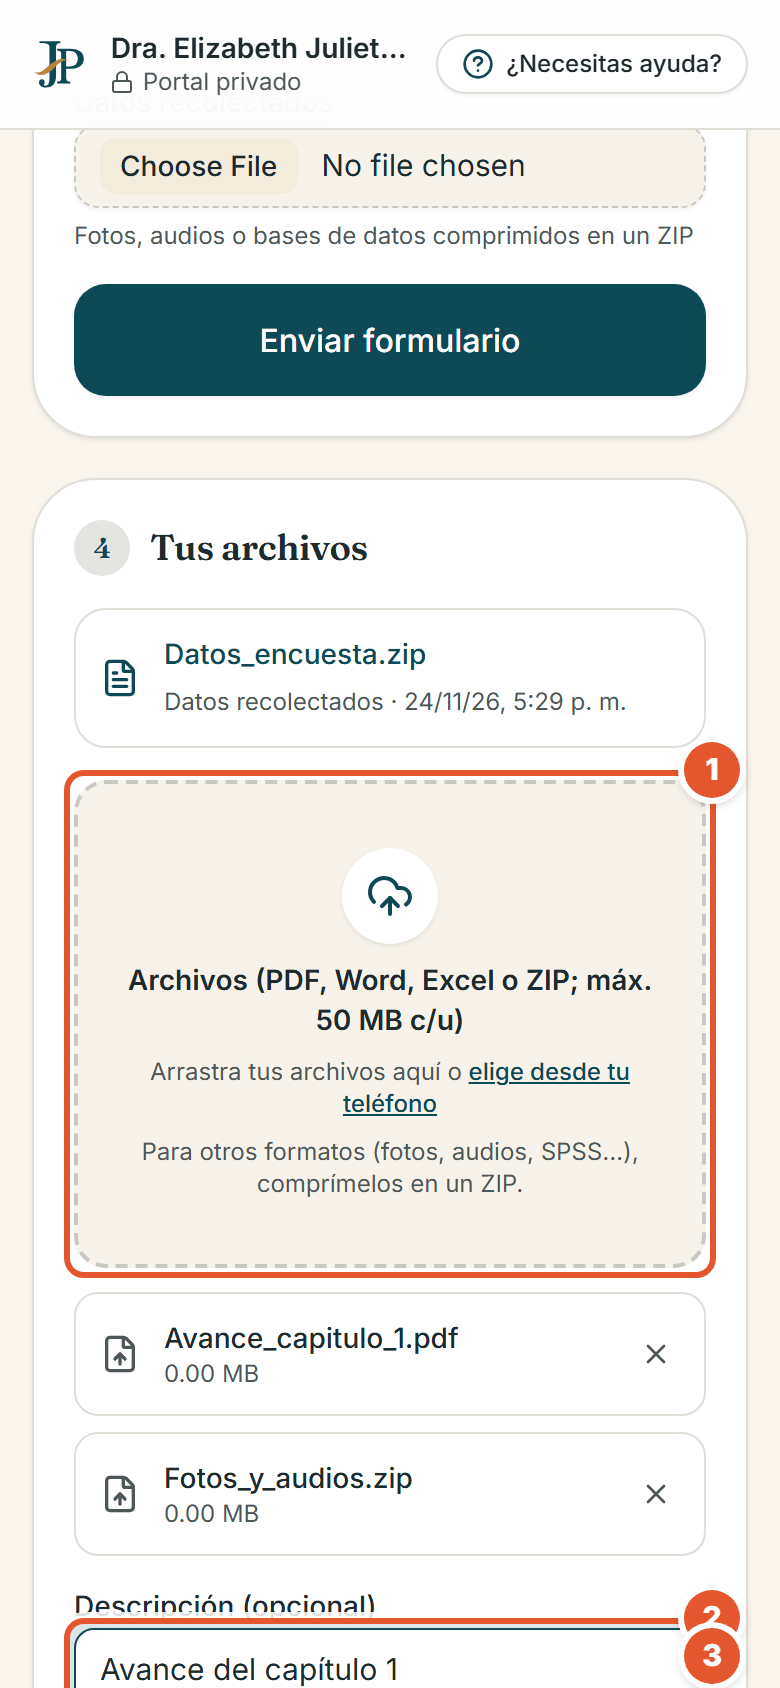 JP
Dra. Elizabeth Juliet...
Portal privado
¿Necesitas ayuda?
Datos recolectados
Choose File
No file chosen
Fotos, audios o bases de datos comprimidos en un ZIP
Enviar formulario
4
Tus archivos
Datos_encuesta.zip
Datos recolectados · 24/11/26, 5:29 p. m.
1
Archivos (PDF, Word, Excel o ZIP; máx.
50 MB c/u)
Arrastra tus archivos aquí o elige desde tu
teléfono
Para otros formatos (fotos, audios, SPSS...),
comprímelos en un ZIP.
Avance_capitulo_1.pdf
0.00 MB
Fotos_y_audios.zip
0.00 MB
Descripción (opcional)
2
3
Avance del capítulo 1